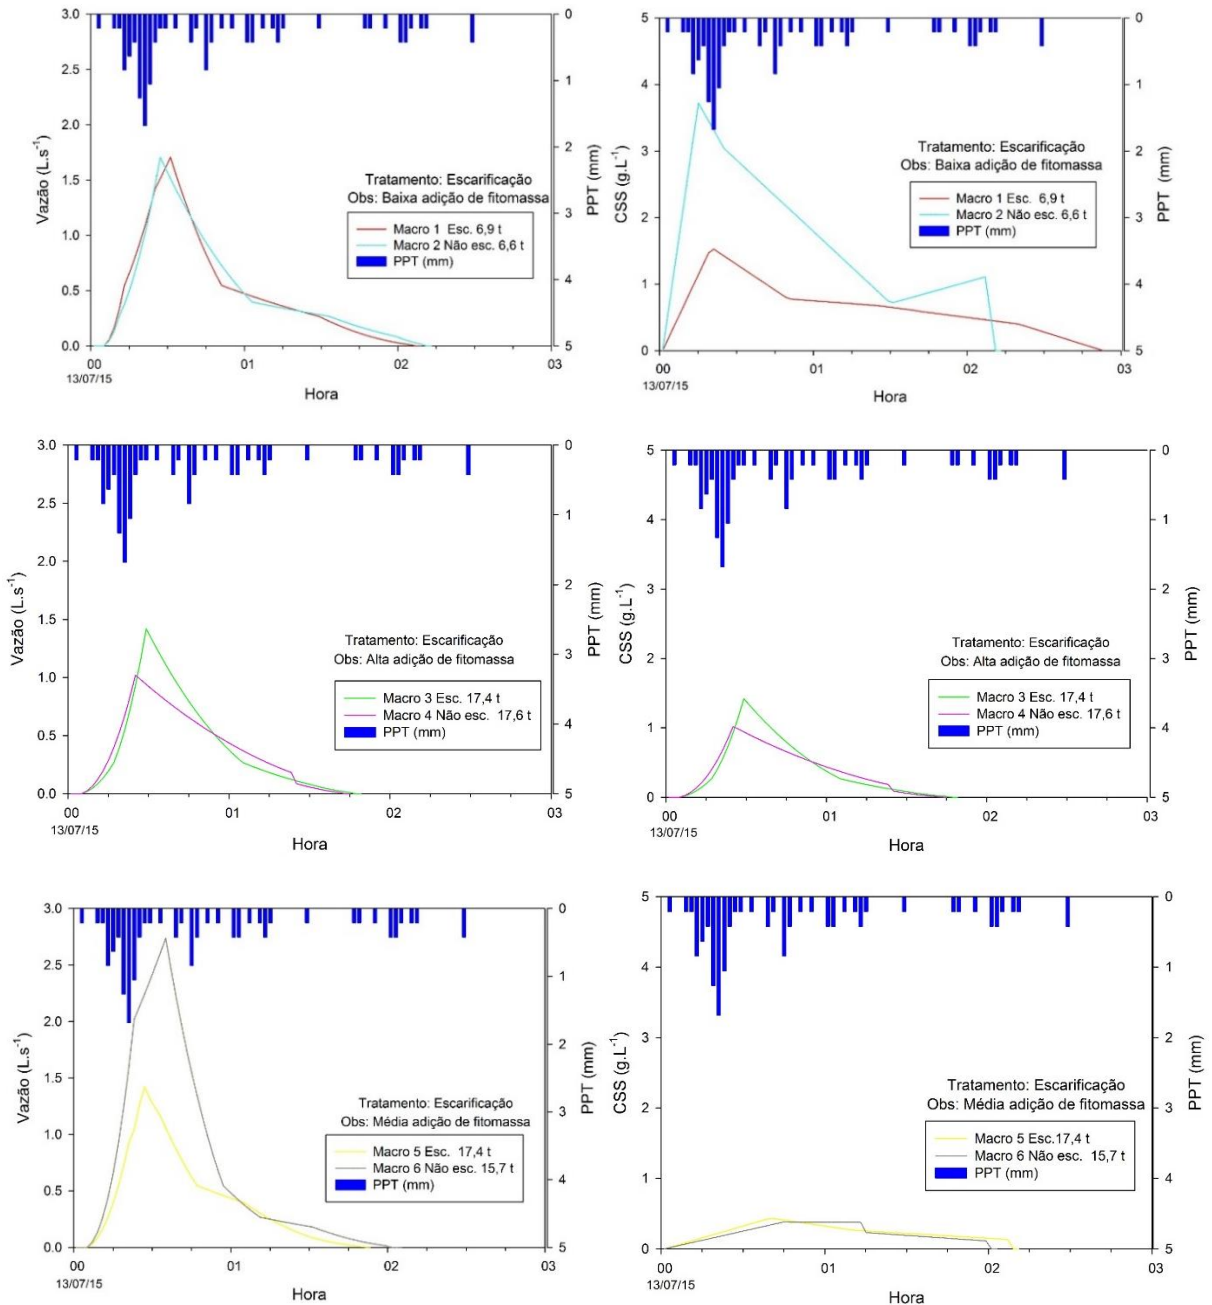 3.0
2.5
2.0
1.5
1.0
0.5
0.0
Vazão (L.s⁻¹)
0
1
2
3
4
5
PPT (mm)
Tratamento: Escarificação
Obs: Baixa adição de fitomassa
Macro 1 Esc. 6,9 t
Macro 2 Não esc. 6,6 t
PPT (mm)
00 01 02 03
13/07/15
Hora
5
4
3
2
1
0
CSS (g.L⁻¹)
0
1
2
3
4
5
PPT (mm)
Tratamento: Escarificação
Obs: Baixa adição de fitomassa
Macro 1 Esc. 6,9 t
Macro 2 Não esc. 6,6 t
PPT (mm)
00 01 02 03
13/07/15
Hora
3.0
2.5
2.0
1.5
1.0
0.5
0.0
Vazão (L.s⁻¹)
0
1
2
3
4
5
PPT (mm)
Tratamento: Escarificação
Obs: Alta adição de fitomassa
Macro 3 Esc. 17,4 t
Macro 4 Não esc. 17,6 t
PPT (mm)
00 01 02 03
13/07/15
Hora
5
4
3
2
1
0
CSS (g.L⁻¹)
0
1
2
3
4
5
PPT (mm)
Tratamento: Escarificação
Obs: Alta adição de fitomassa
Macro 3 Esc. 17,4 t
Macro 4 Não esc. 17,6 t
PPT (mm)
00 01 02 03
13/07/15
Hora
3.0
2.5
2.0
1.5
1.0
0.5
0.0
Vazão (L.s⁻¹)
0
1
2
3
4
5
PPT (mm)
Tratamento: Escarificação
Obs: Média adição de fitomassa
Macro 5 Esc. 17,4 t
Macro 6 Não esc. 15,7 t
PPT (mm)
00 01 02 03
13/07/15
Hora
5
4
3
2
1
0
CSS (g.L⁻¹)
0
1
2
3
4
5
PPT (mm)
Tratamento: Escarificação
Obs: Média adição de fitomassa
Macro 5 Esc.17,4 t
Macro 6 Não esc. 15,7 t
PPT (mm)
00 01 02 03
13/07/15
Hora